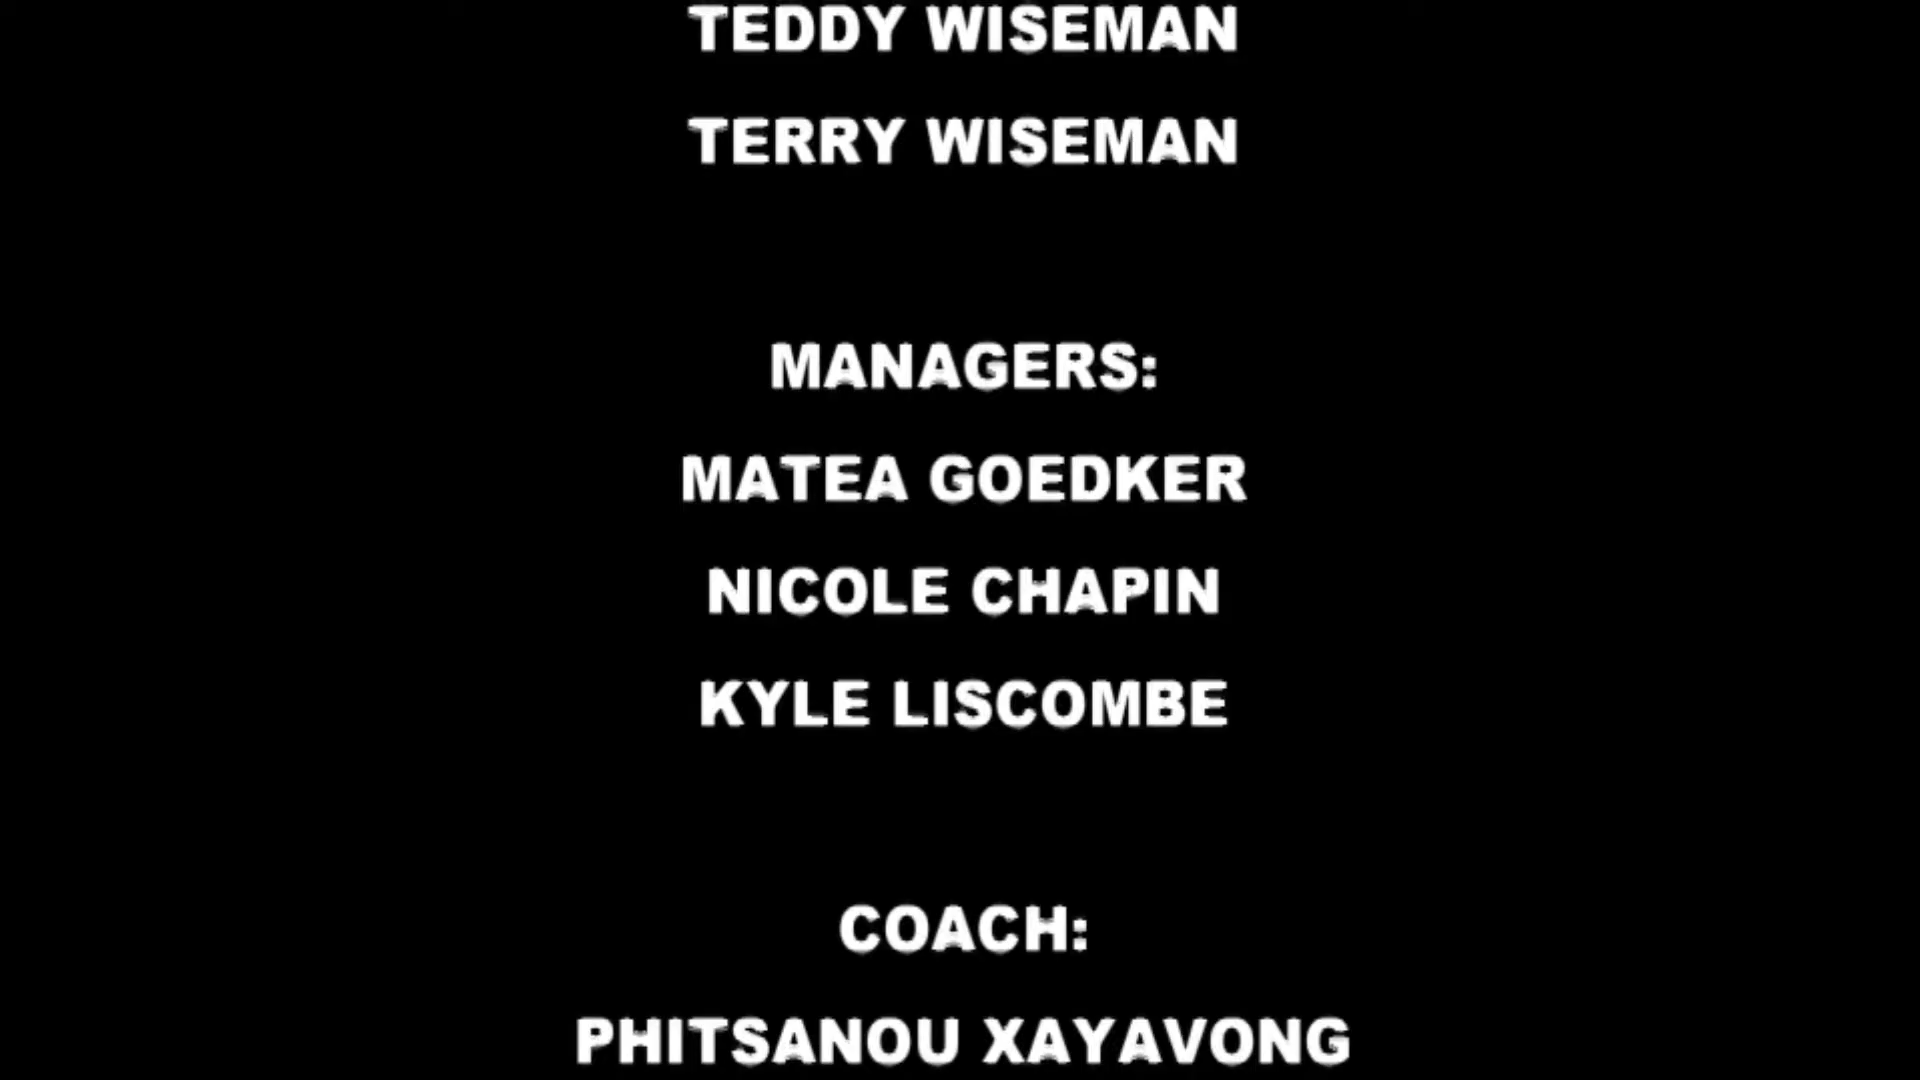 TEDDY WISEMAN
TERRY WISEMAN
MANAGERS:
MATEA GOEDKER
NICOLE CHAPIN
KYLE LISCOMBE
COACH:
PHITSANOU XAYAVONG